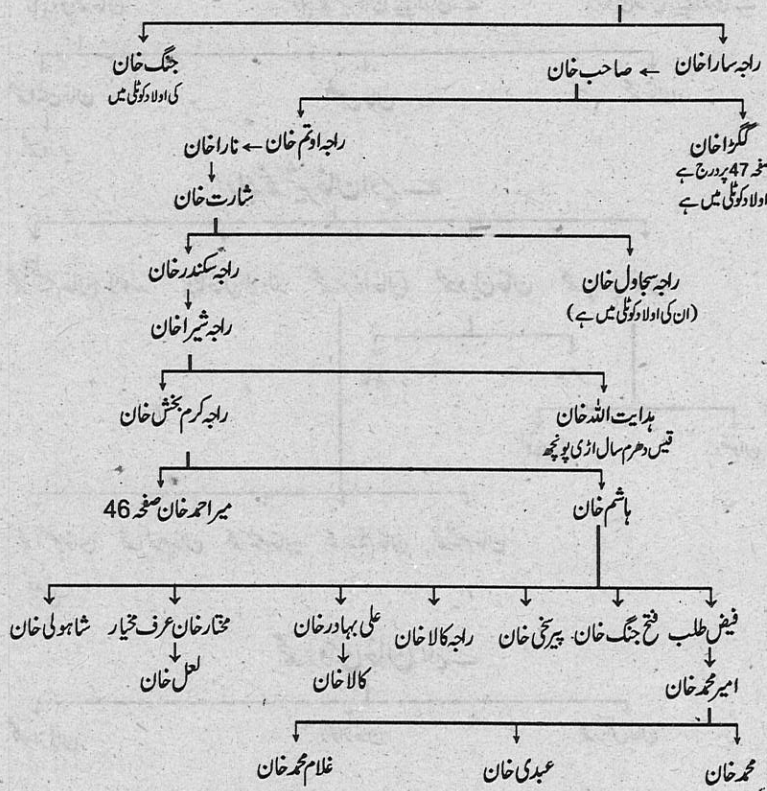 راجہ سارا خان ← صاحب خان
جنگ خان
کی اولاد کوٹلی میں
ککڑا خان
صفحہ 47 پر درج ہے
اولاد کوٹلی میں ہے
راجہ اوتم خان ← نارا خان
شارت خان
راجہ سجاول خان
(ان کی اولاد کوٹلی میں ہے)
راجہ سکندر خان
راجہ شیرا خان
ہدایت اللہ خان
قیس دھرم سال اڑی پونچھ
راجہ کرم بخش خان
ہاشم خان
میر احمد خان صفحہ 46
فیض طلب
فتح جنگ خان
پیر بخی خان
راجہ کالا خان
علی بہادر خان
مختار خان عرف مخیار
شاہولی خان
امیر محمد خان
کالا خان
لعل خان
محمد خان
عبدی خان
غلام محمد خان